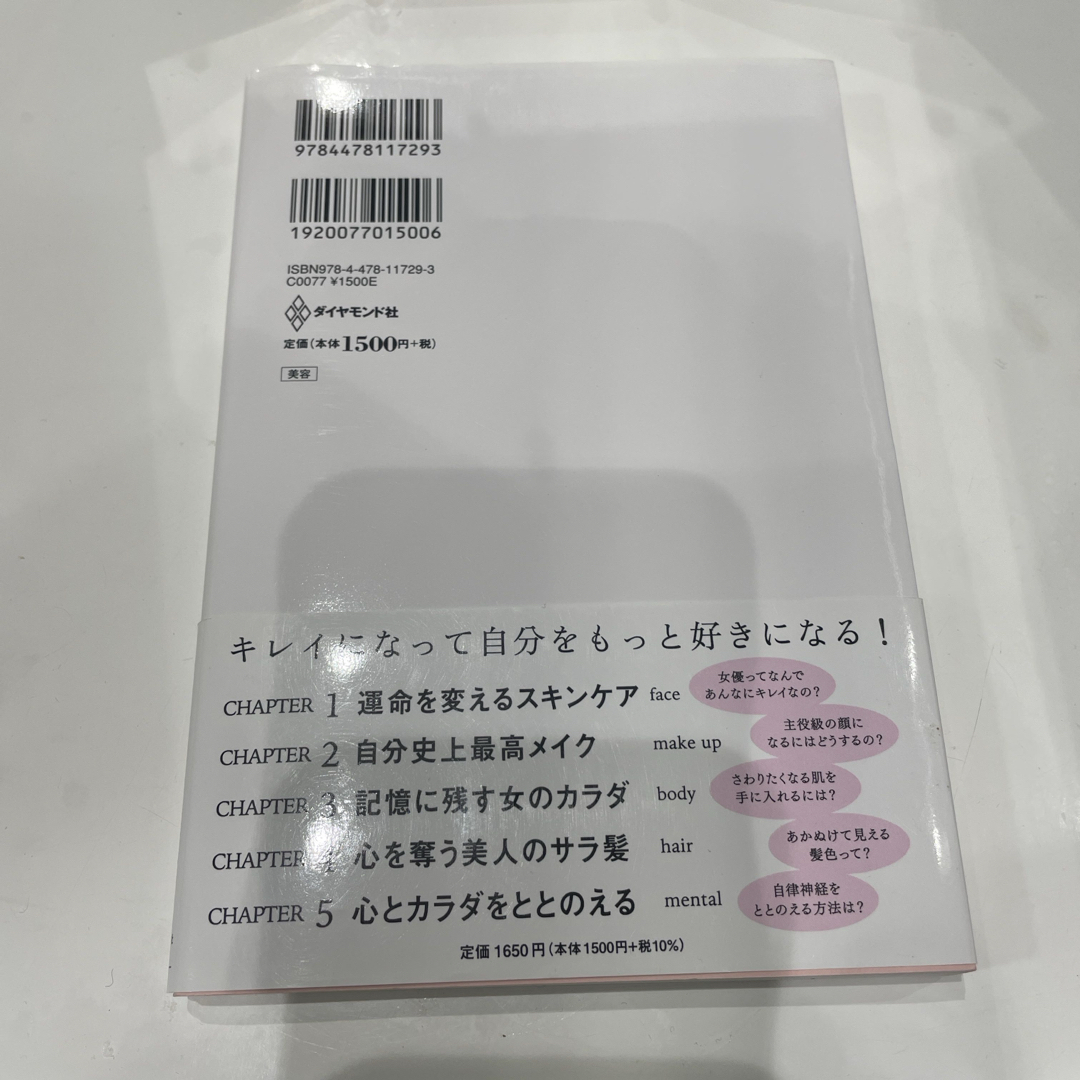 9784478117293
1920077015006
ISBN978-4-478-11729-3
C0077 ¥1500E
ダイヤモンド社
定価(本体1500円+税)
美容
キレイになって自分をもっと好きになる!
CHAPTER 1 運命を変えるスキンケア face 女優ってなんで
あんなにキレイなの?
CHAPTER 2 自分史上最高メイク make up 主役級の顔に
なるにはどうするの?
CHAPTER 3 記憶に残す女のカラダ body さわりたくなる肌を
手に入れるには?
CHAPTER 4 心を奪う美人のサラ髪 hair あかぬけて見える
髪色って?
CHAPTER 5 心とカラダをととのえる mental 自律神経を
ととのえる方法は?
定価 1650円(本体1500円+税10%)